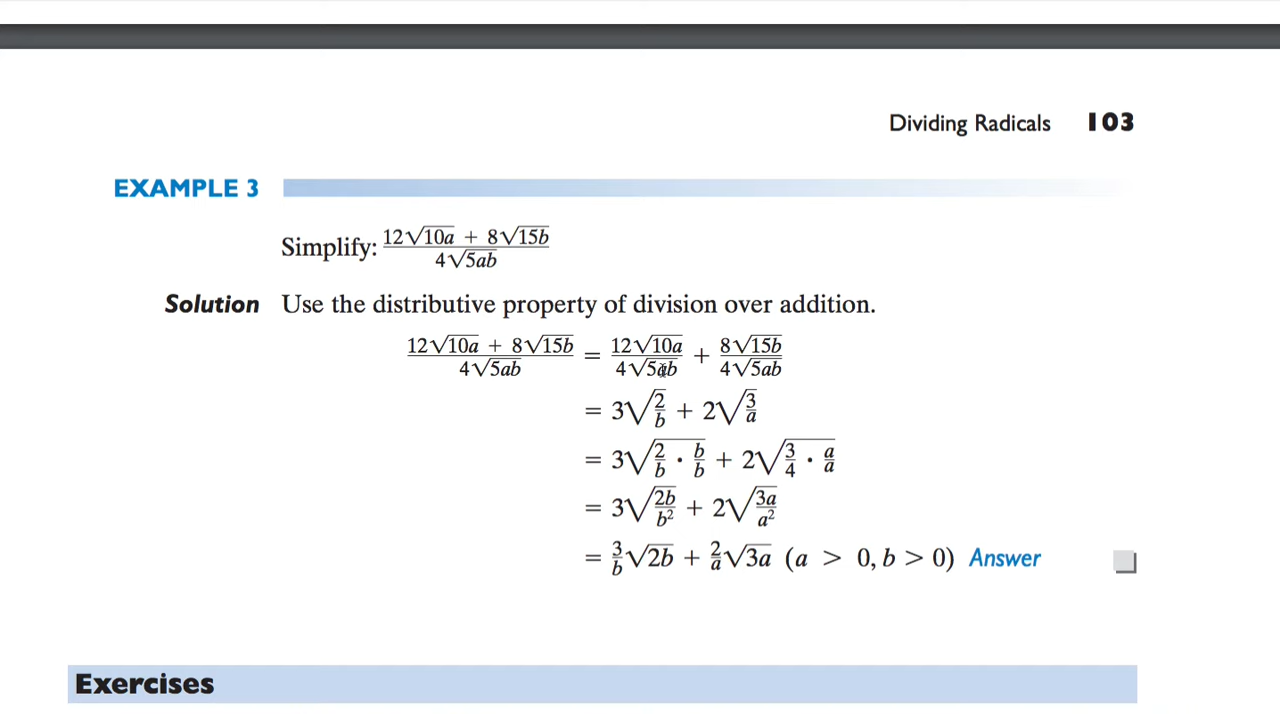 Dividing Radicals 103
EXAMPLE 3
Simplify: (12√10a + 8√15b)/(4√5ab)
Solution Use the distributive property of division over addition.
(12√10a + 8√15b)/(4√5ab) = (12√10a)/(4√5ab) + (8√15b)/(4√5ab)
= 3√(2/b) + 2√(3/a)
= 3√(2/b · b/b) + 2√(3/4 · a/a)
= 3√(2b/b²) + 2√(3a/a²)
= 3/b √2b + 2/a √3a (a > 0, b > 0) Answer
Exercises